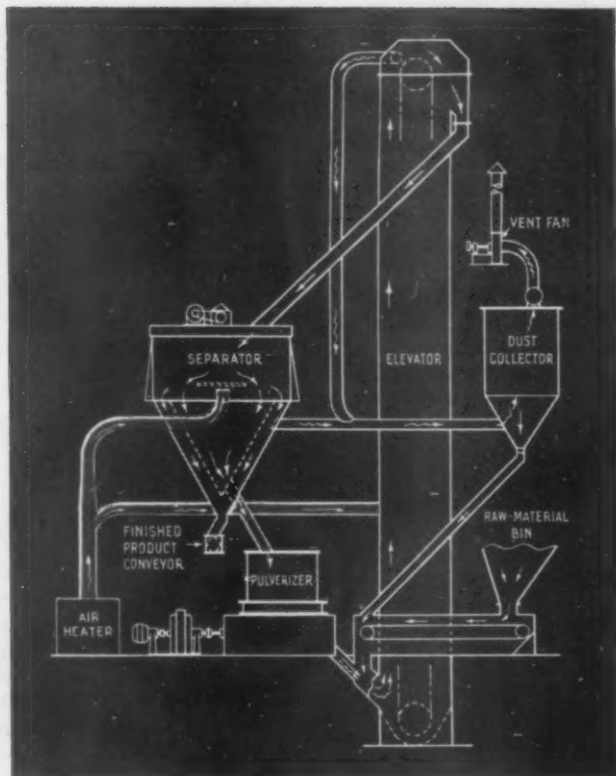 VENT FAN
DUST
COLLECTOR
SEPARATOR
ELEVATOR
RAW-MATERIAL
BIN
FINISHED
PRODUCT
CONVEYOR
PULVERIZER
AIR
HEATER